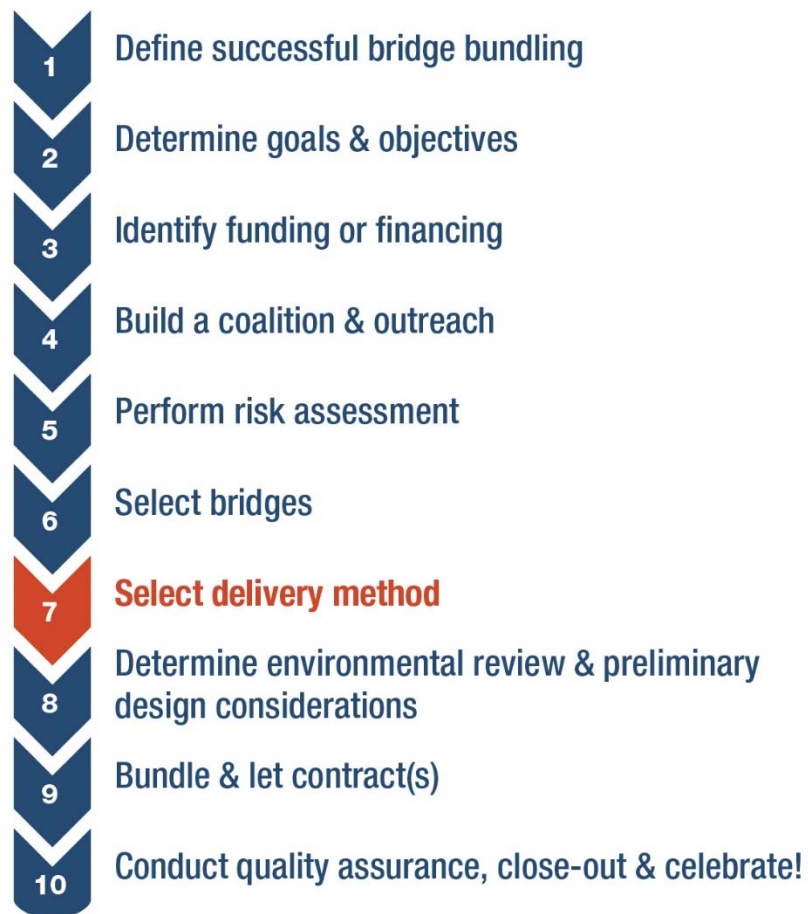 1 Define successful bridge bundling
2 Determine goals & objectives
3 Identify funding or financing
4 Build a coalition & outreach
5 Perform risk assessment
6 Select bridges
7 Select delivery method
8 Determine environmental review & preliminary
design considerations
9 Bundle & let contract(s)
10 Conduct quality assurance, close-out & celebrate!